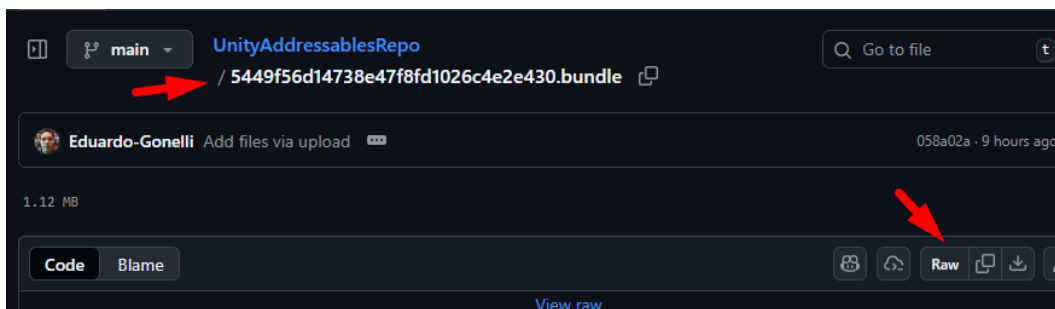 main UnityAddressablesRepo
/ 5449f56d14738e47f8fd1026c4e2e430.bundle
Go to file t
Eduardo-Gonelli Add files via upload 058a02a · 9 hours ago
1.12 MB
Code Blame Raw
View raw